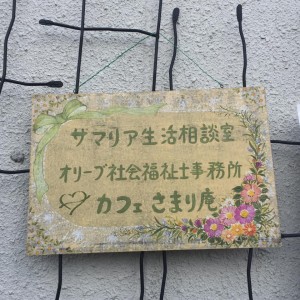 サマリア生活相談室
オリーブ社会福祉士事務所
カフェさまり庵